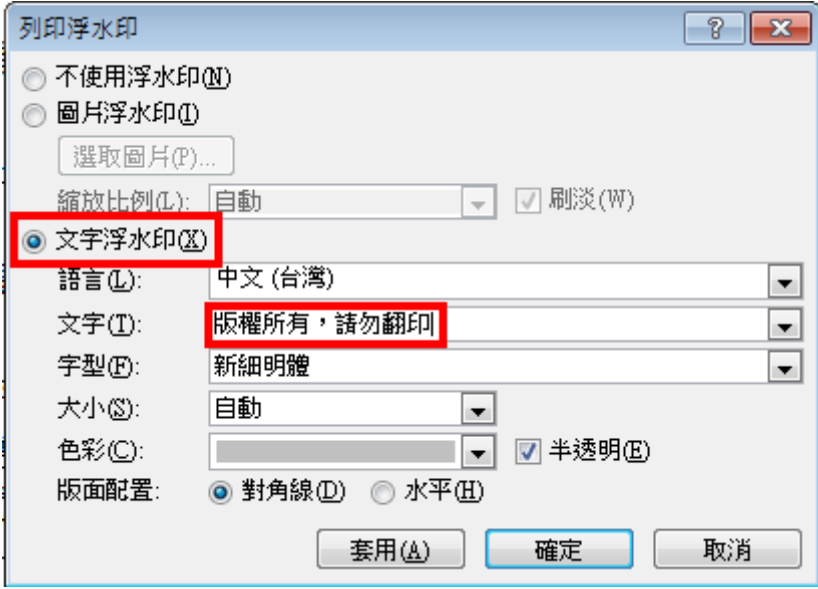 列印浮水印
不使用浮水印(N)
圖片浮水印(I)
選取圖片(P)...
縮放比例(L): 自動 刷淡(W)
文字浮水印(X)
語言(L): 中文 (台灣)
文字(T): 版權所有，請勿翻印
字型(F): 新細明體
大小(S): 自動
色彩(C): 半透明(E)
版面配置: 對角線(D) 水平(H)
套用(A) 確定 取消